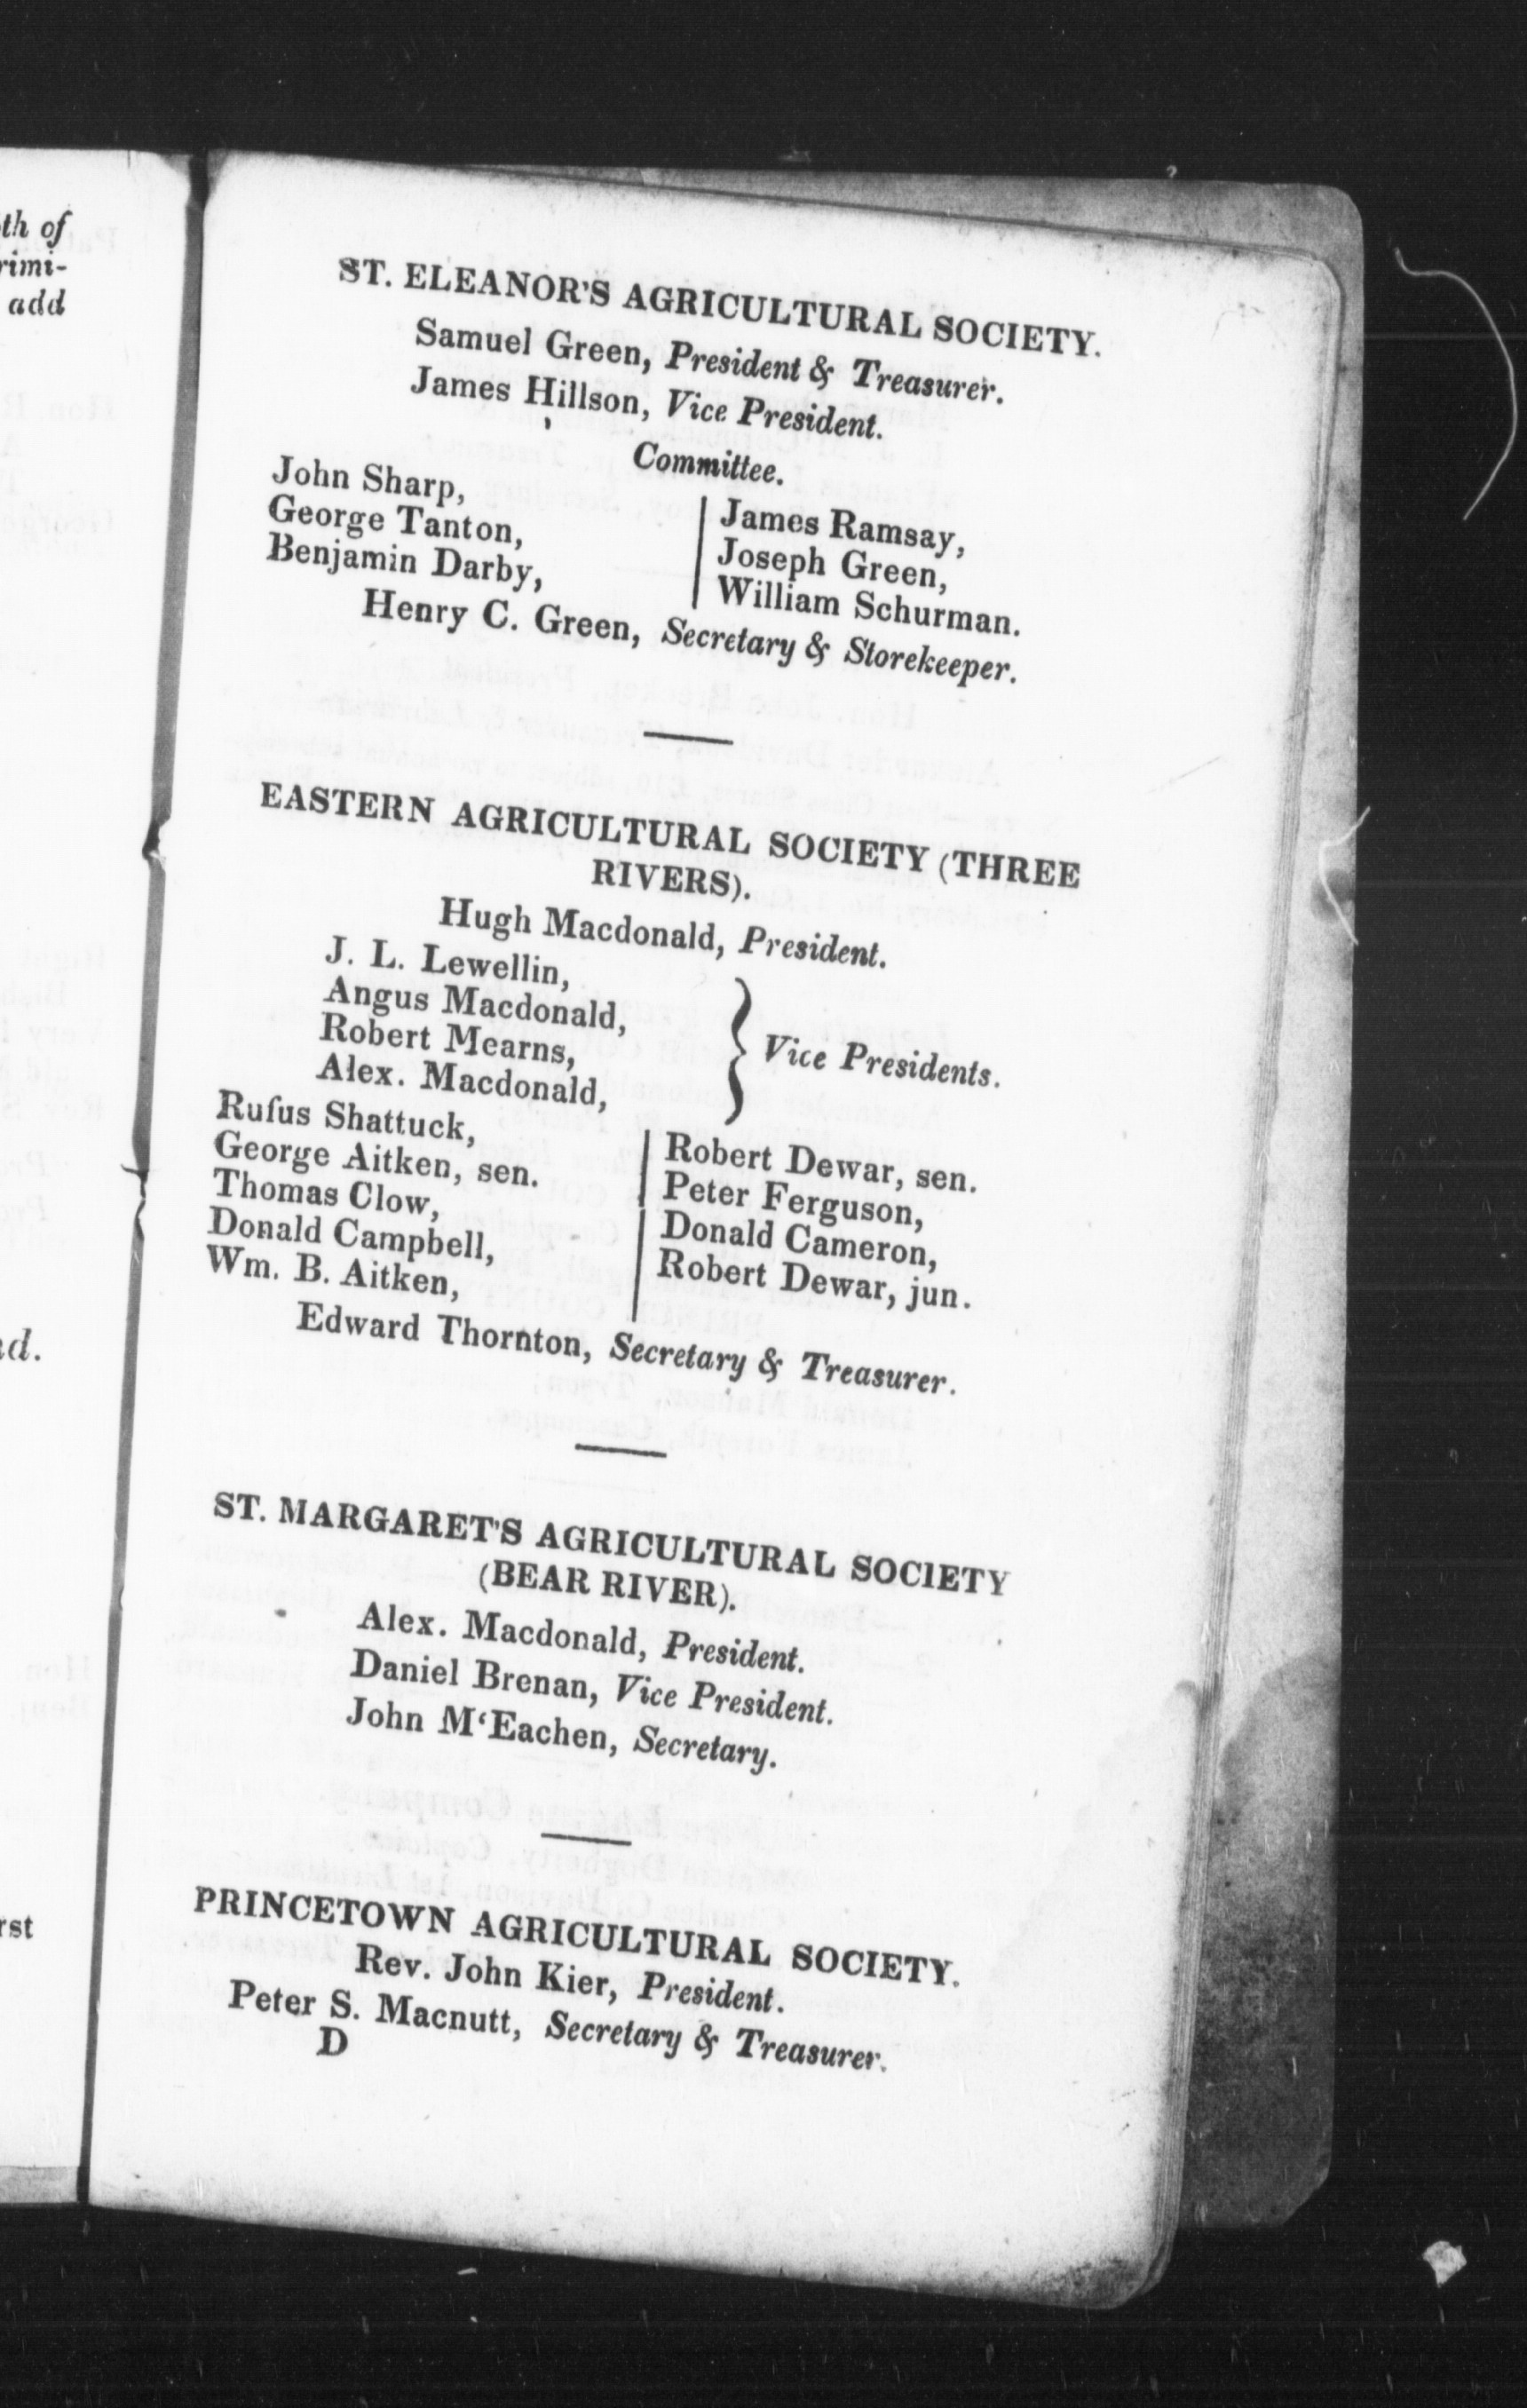 th of
rimi-
add
d.
rst
ST. ELEANOR'S AGRICULTURAL SOCIETY.
Samuel Green, President & Treasurer.
James Hillson, Vice President.
Committee.
John Sharp,
George Tanton,
Benjamin Darby,
James Ramsay,
Joseph Green,
William Schurman.
Henry C. Green, Secretary & Storekeeper.
EASTERN AGRICULTURAL SOCIETY (THREE
RIVERS).
Hugh Macdonald, President.
J. L. Lewellin,
Angus Macdonald,
Robert Mearns,
Alex. Macdonald,
} Vice Presidents.
Rufus Shattuck,
George Aitken, sen.
Thomas Clow,
Donald Campbell,
Wm. B. Aitken,
Robert Dewar, sen.
Peter Ferguson,
Donald Cameron,
Robert Dewar, jun.
Edward Thornton, Secretary & Treasurer.
ST. MARGARET'S AGRICULTURAL SOCIETY
(BEAR RIVER).
Alex. Macdonald, President.
Daniel Brenan, Vice President.
John M‘Eachen, Secretary.
PRINCETOWN AGRICULTURAL SOCIETY.
Rev. John Kier, President.
Peter S. Macnutt, Secretary & Treasurer.
D